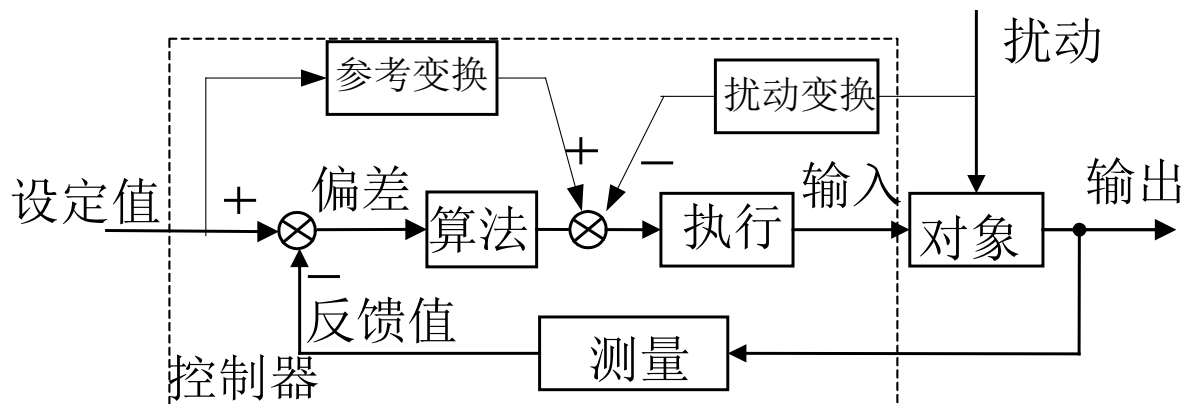 扰动
参考变换
扰动变换
+
−
设定值
+
偏差
算法
执行
输入
对象
输出
−
反馈值
测量
控制器